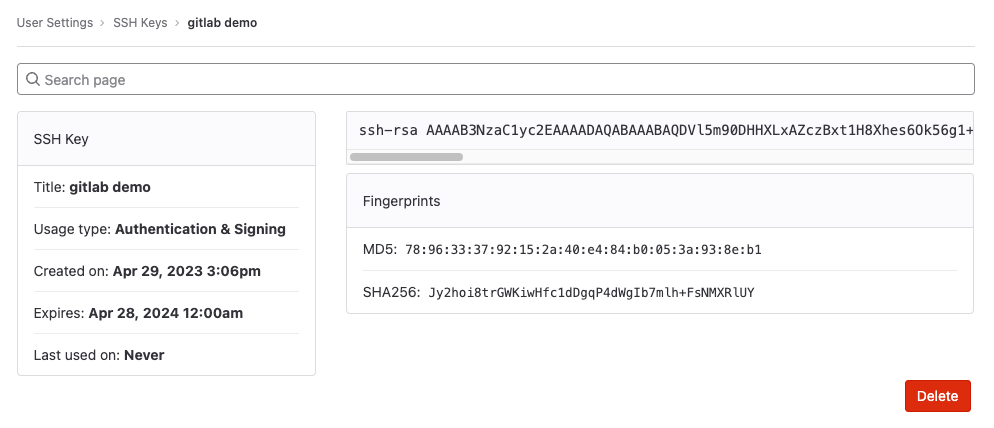 User Settings > SSH Keys > gitlab demo
Search page
SSH Key
Title: gitlab demo
Usage type: Authentication & Signing
Created on: Apr 29, 2023 3:06pm
Expires: Apr 28, 2024 12:00am
Last used on: Never
ssh-rsa AAAAB3NzaC1yc2EAAAADAQABAAABAQDVl5m90DHHXLxAZczBxt1H8Xhes6Ok56g1+
Fingerprints
MD5: 78:96:33:37:92:15:2a:40:e4:84:b0:05:3a:93:8e:b1
SHA256: Jy2hoi8trGWKiwHfc1dDgqP4dWgIb7mlh+FsNMXRlUY
Delete